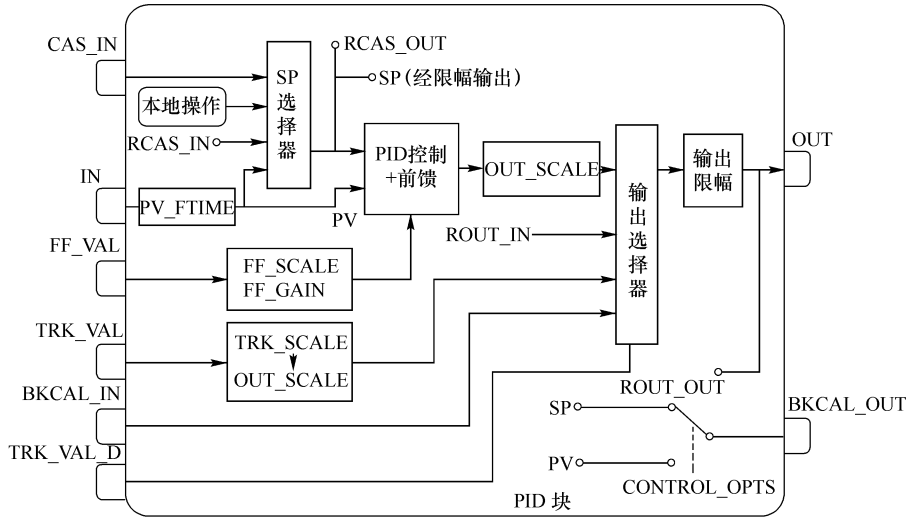 CAS_IN
本地操作
RCAS_IN
SP
选
择
器
RCAS_OUT
SP(经限幅输出)
IN
PV_FTIME
PV
PID控制
+前馈
OUT_SCALE
ROUT_IN
输
出
选
择
器
输出
限幅
OUT
FF_VAL
FF_SCALE
FF_GAIN
TRK_VAL
TRK_SCALE
OUT_SCALE
BKCAL_IN
TRK_VAL_D
ROUT_OUT
SP
PV
CONTROL_OPTS
BKCAL_OUT
PID 块